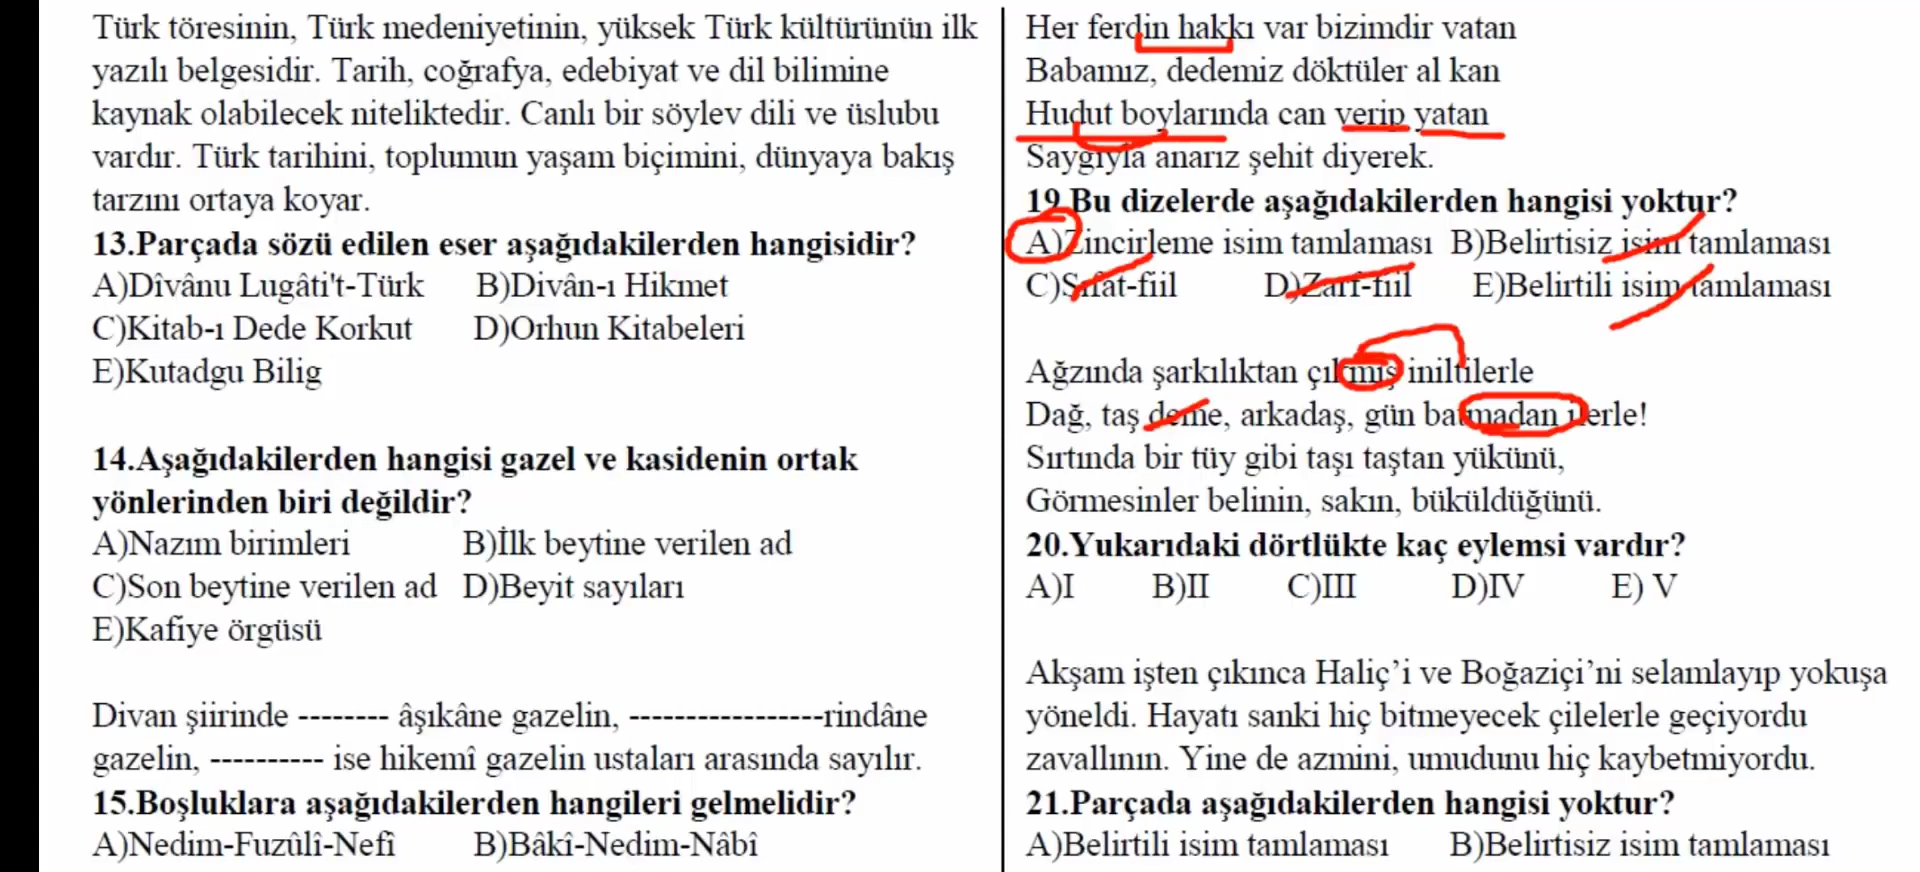 Türk töresinin, Türk medeniyetinin, yüksek Türk kültürünün ilk
yazılı belgesidir. Tarih, coğrafya, edebiyat ve dil bilimine
kaynak olabilecek niteliktedir. Canlı bir söylev dili ve üslubu
vardır. Türk tarihini, toplumun yaşam biçimini, dünyaya bakış
tarzını ortaya koyar.
13.Parçada sözü edilen eser aşağıdakilerden hangisidir?
A)Dîvânu Lugâti't-Türk B)Divân-ı Hikmet
C)Kitab-ı Dede Korkut D)Orhun Kitabeleri
E)Kutadgu Bilig
14.Aşağıdakilerden hangisi gazel ve kasidenin ortak
yönlerinden biri değildir?
A)Nazım birimleri B)İlk beytine verilen ad
C)Son beytine verilen ad D)Beyit sayıları
E)Kafiye örgüsü
Divan şiirinde -------- âşıkâne gazelin, -----------------rindâne
gazelin, ---------- ise hikemî gazelin ustaları arasında sayılır.
15.Boşluklara aşağıdakilerden hangileri gelmelidir?
A)Nedim-Fuzûlî-Nefî B)Bâkî-Nedim-Nâbî
Her ferdin hakkı var bizimdir vatan
Babamız, dedemiz döktüler al kan
Hudut boylarında can verip yatan
Saygıyla anarız şehit diyerek.
19.Bu dizelerde aşağıdakilerden hangisi yoktur?
A)Zincirleme isim tamlaması B)Belirtisiz isim tamlaması
C)Sıfat-fiil D)Zarf-fiil E)Belirtili isim tamlaması
Ağzında şarkılıktan çıkmış iniltilerle
Dağ, taş deme, arkadaş, gün batmadan ilerle!
Sırtında bir tüy gibi taşı taştan yükünü,
Görmesinler belinin, sakın, büküldüğünü.
20.Yukarıdaki dörtlükte kaç eylemsi vardır?
A)I B)II C)III D)IV E) V
Akşam işten çıkınca Haliç’i ve Boğaziçi’ni selamlayıp yokuşa
yöneldi. Hayatı sanki hiç bitmeyecek çilelerle geçiyordu
zavallının. Yine de azmini, umudunu hiç kaybetmiyordu.
21.Parçada aşağıdakilerden hangisi yoktur?
A)Belirtili isim tamlaması B)Belirtisiz isim tamlaması